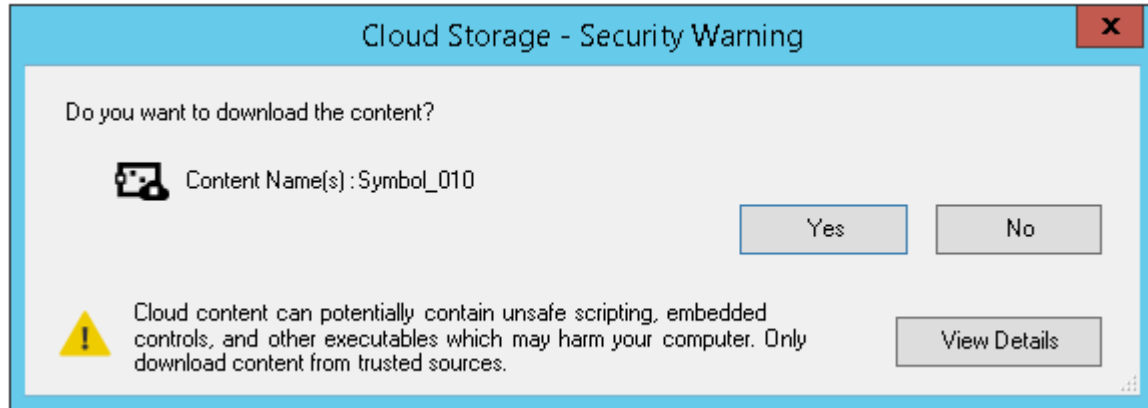 Cloud Storage - Security Warning
x
Do you want to download the content?
Content Name(s) : Symbol_010
Yes
No
Cloud content can potentially contain unsafe scripting, embedded
controls, and other executables which may harm your computer. Only
download content from trusted sources.
View Details